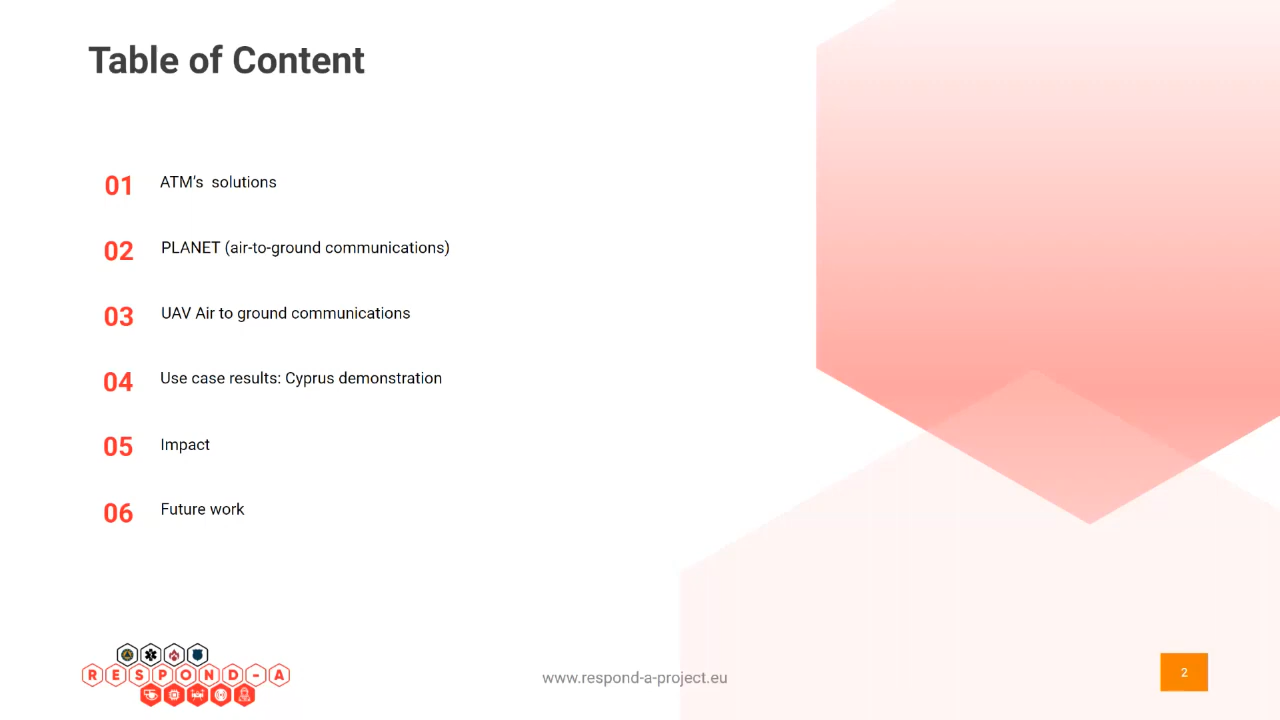 Table of Content
01 ATM's solutions
02 PLANET (air-to-ground communications)
03 UAV Air to ground communications
04 Use case results: Cyprus demonstration
05 Impact
06 Future work
RESPOND-A
www.respond-a-project.eu
2